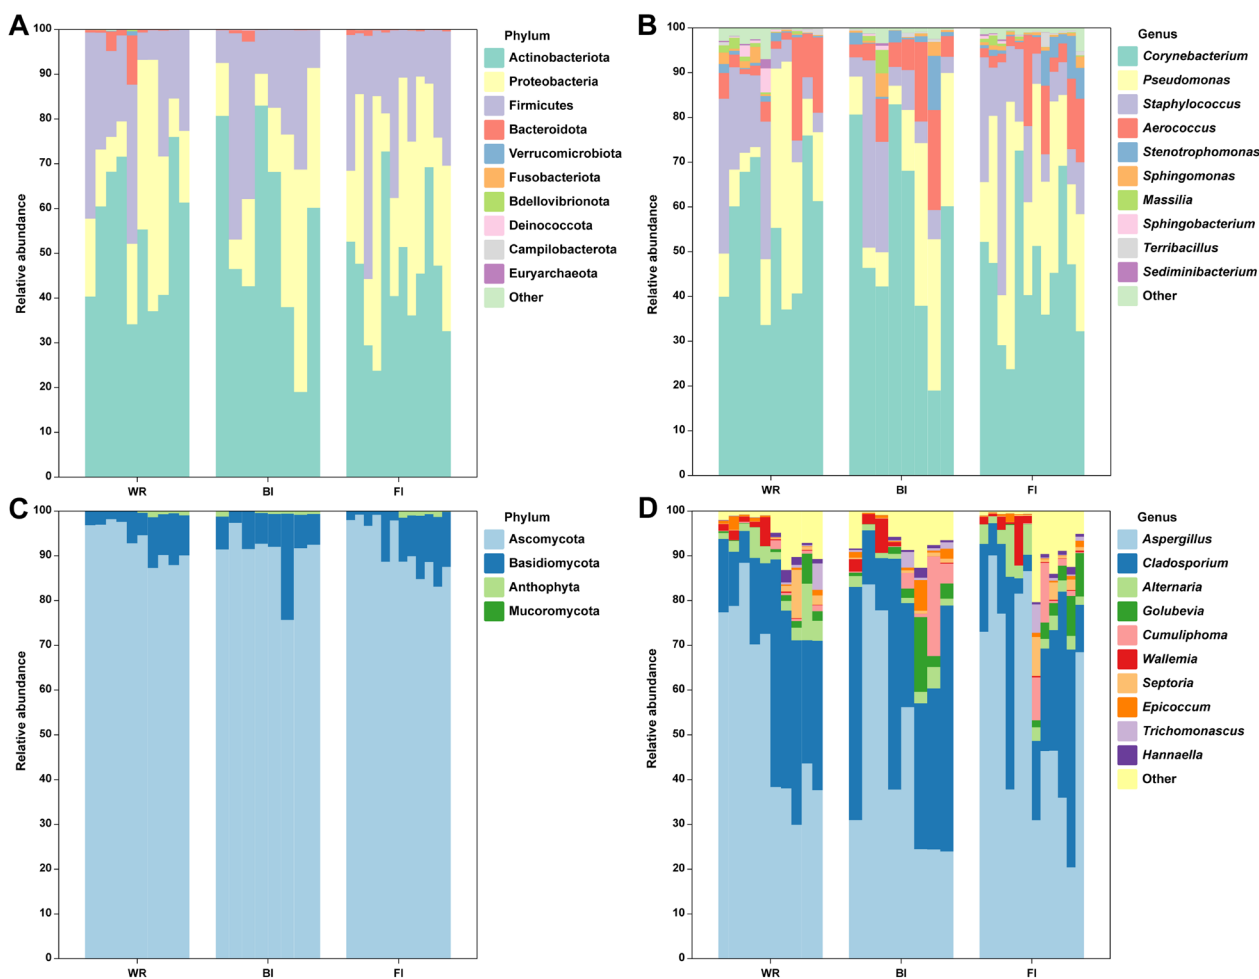 A
Relative abundance
100
90
80
70
60
50
40
30
20
10
0
WR
BI
FI
Phylum
Actinobacteriota
Proteobacteria
Firmicutes
Bacteroidota
Verrucomicrobiota
Fusobacteriota
Bdellovibrionota
Deinococcota
Campilobacterota
Euryarchaeota
Other
B
Relative abundance
100
90
80
70
60
50
40
30
20
10
0
WR
BI
FI
Genus
Corynebacterium
Pseudomonas
Staphylococcus
Aerococcus
Stenotrophomonas
Sphingomonas
Massilia
Sphingobacterium
Terribacillus
Sediminibacterium
Other
C
Relative abundance
100
90
80
70
60
50
40
30
20
10
0
WR
BI
FI
Phylum
Ascomycota
Basidiomycota
Anthophyta
Mucoromycota
D
Relative abundance
100
90
80
70
60
50
40
30
20
10
0
WR
BI
FI
Genus
Aspergillus
Cladosporium
Alternaria
Golubevia
Cumuliphoma
Wallemia
Septoria
Epicoccum
Trichomonascus
Hannaella
Other